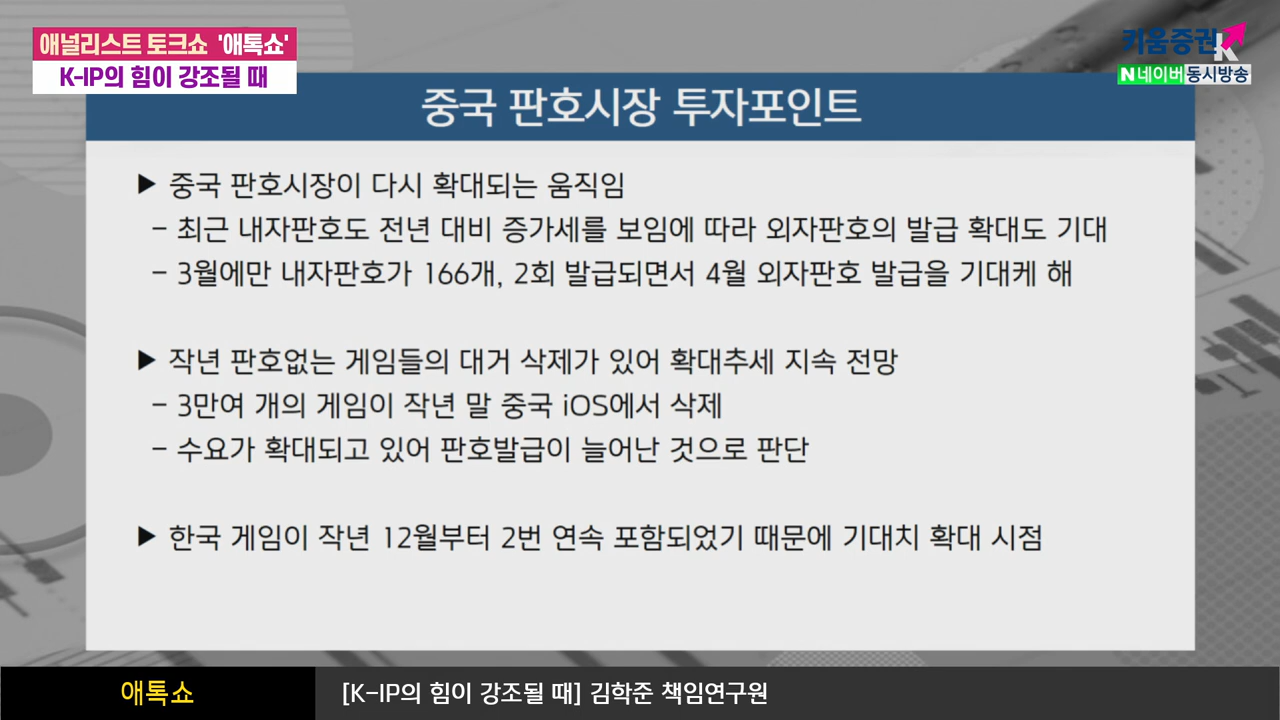 애널리스트 토크쇼 '애톡쇼'
K-IP의 힘이 강조될 때
키움증권
K
N 네이버 동시방송
중국 판호시장 투자포인트
▶ 중국 판호시장이 다시 확대되는 움직임
- 최근 내자판호도 전년 대비 증가세를 보임에 따라 외자판호의 발급 확대도 기대
- 3월에만 내자판호가 166개, 2회 발급되면서 4월 외자판호 발급을 기대케 해
▶ 작년 판호없는 게임들의 대거 삭제가 있어 확대추세 지속 전망
- 3만여 개의 게임이 작년 말 중국 iOS에서 삭제
- 수요가 확대되고 있어 판호발급이 늘어난 것으로 판단
▶ 한국 게임이 작년 12월부터 2번 연속 포함되었기 때문에 기대치 확대 시점
애톡쇼
[K-IP의 힘이 강조될 때] 김학준 책임연구원